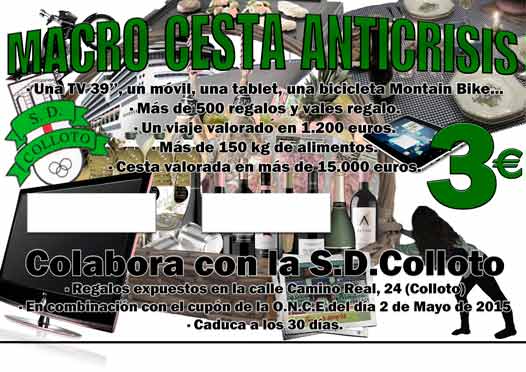 MACRO CESTA ANTICRISIS
·Una TV 39'', un móvil, una tablet, una bicicleta Montain Bike...
· Más de 500 regalos y vales regalo.
· Un viaje valorado en 1.200 euros.
·Más de 150 kg de alimentos.
· Cesta valorada en más de 15.000 euros.
S. D.
COLLOTO
3€
Colabora con la S.D.Colloto
· Regalos expuestos en la calle Camino Real, 24 (Colloto)
· En combinación con el cupón de la O.N.C.E.del día 2 de Mayo de 2015
· Caduca a los 30 días.